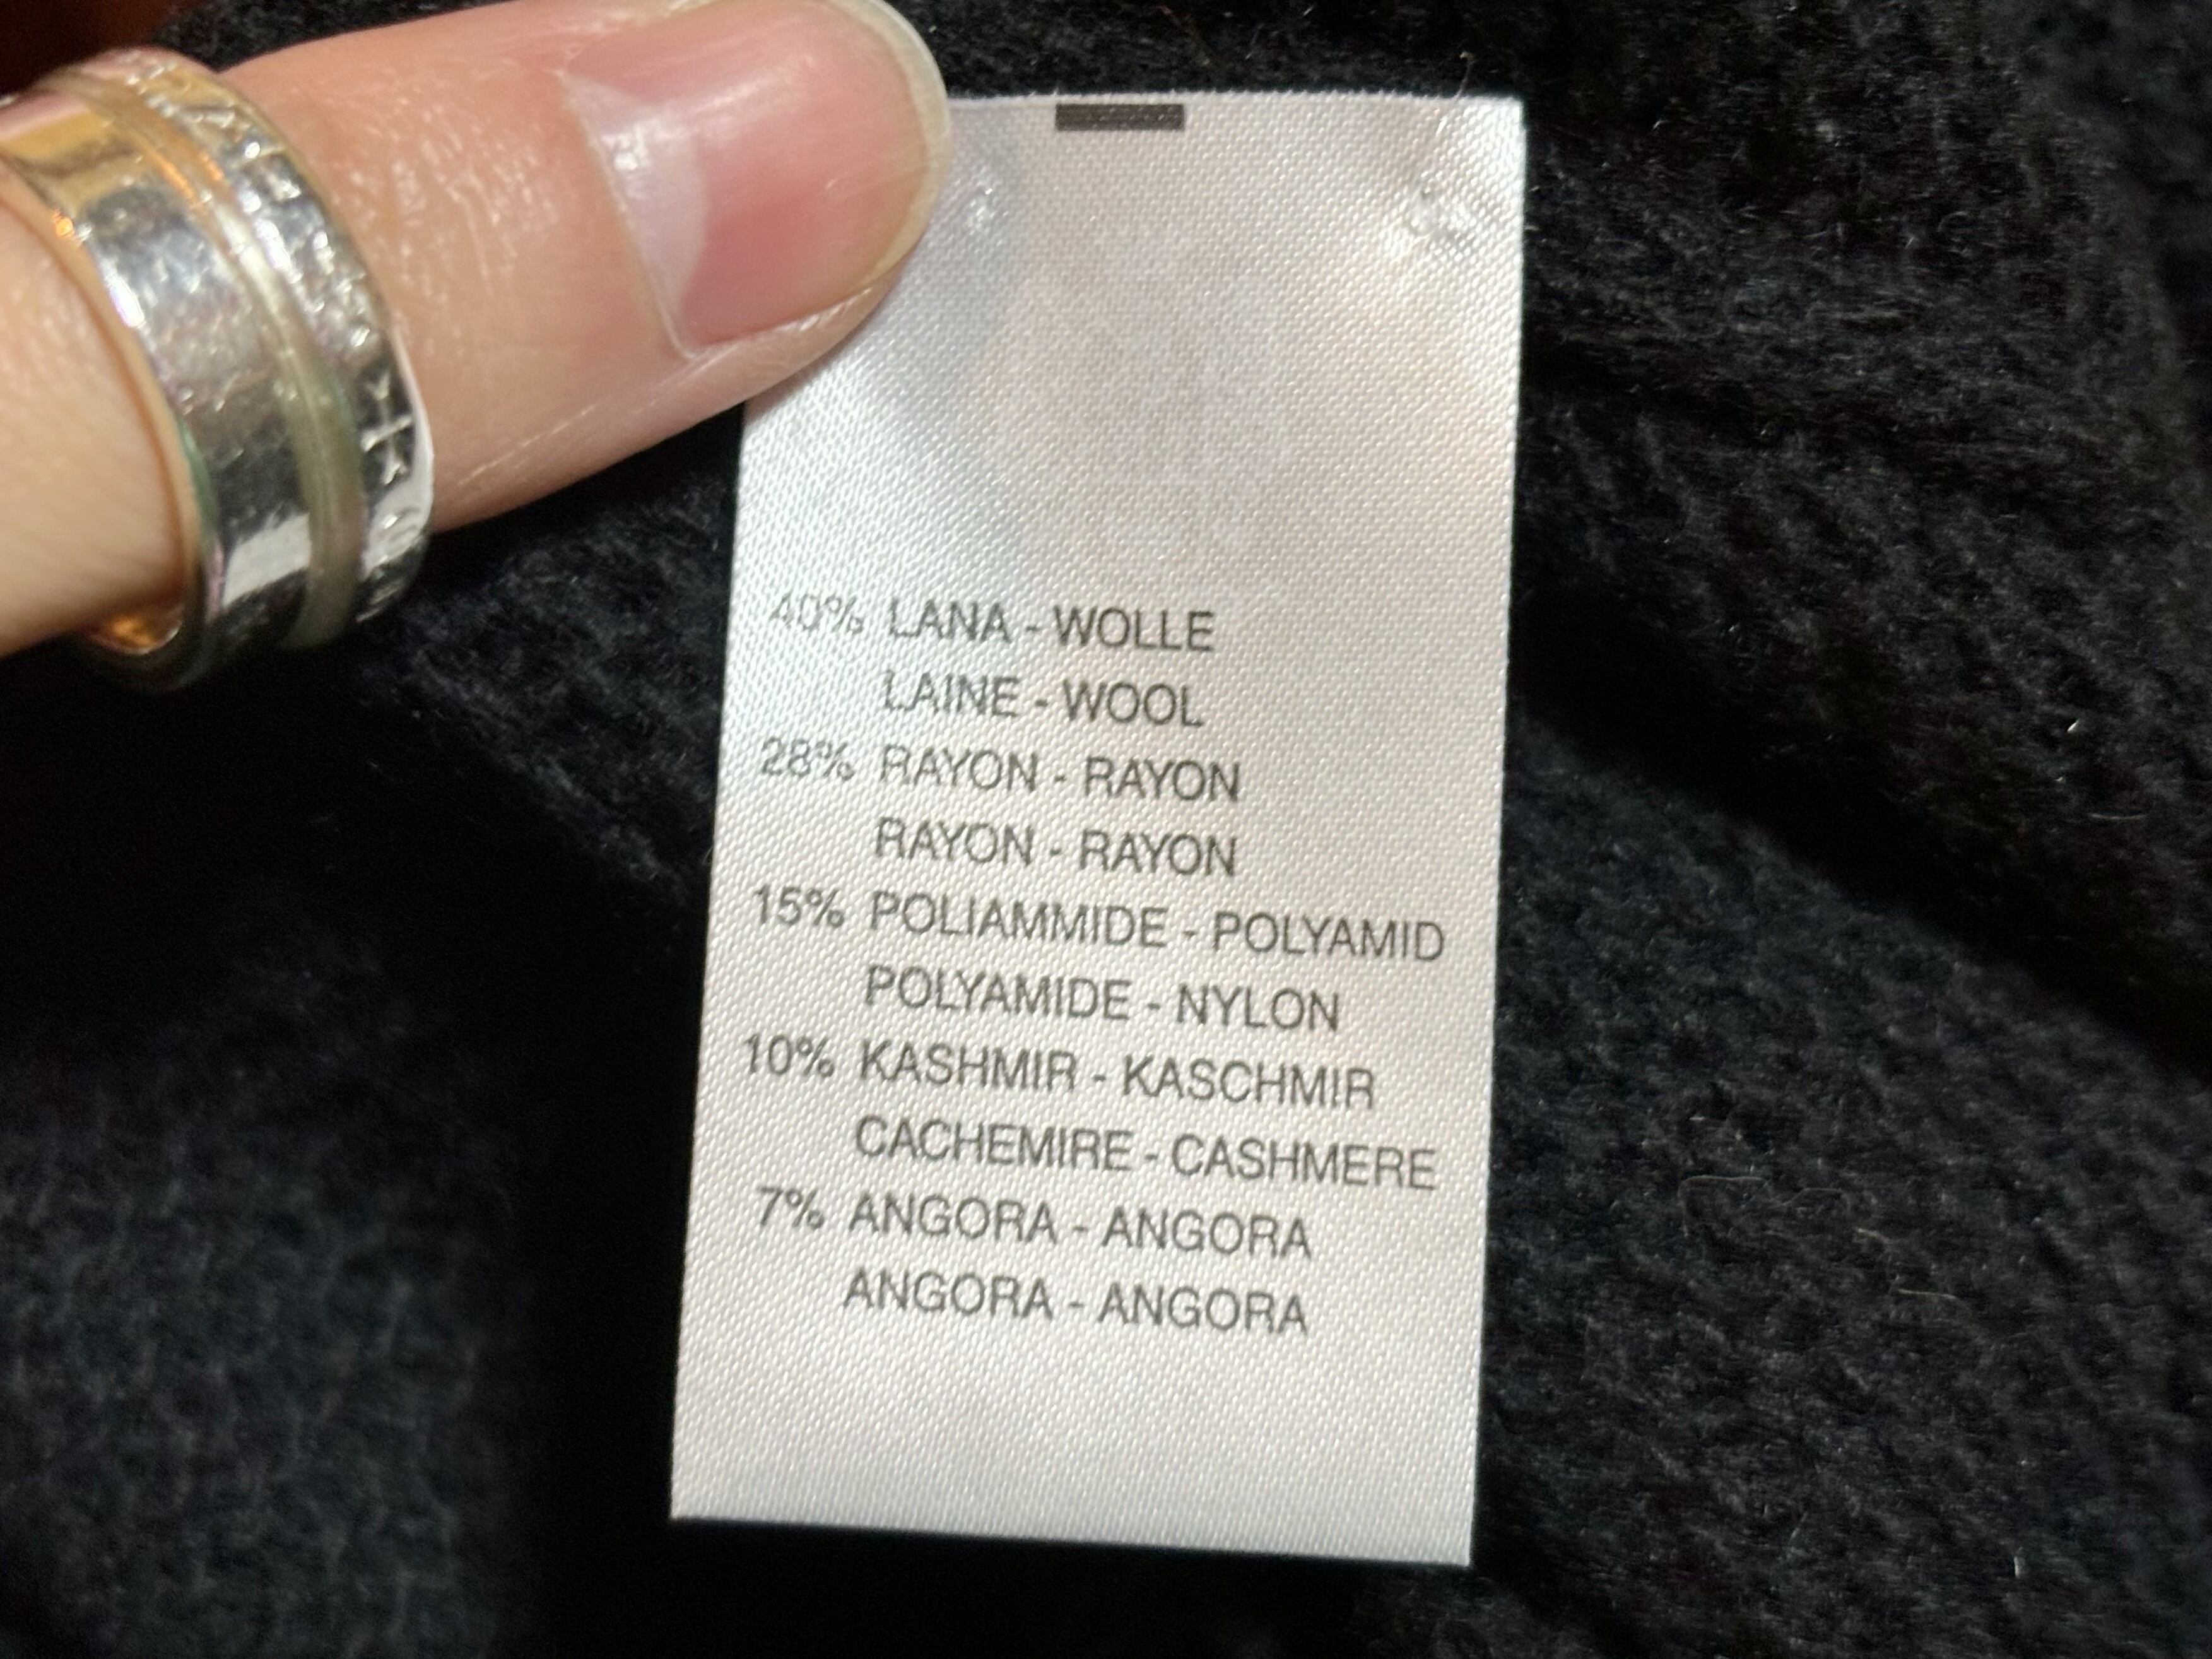 40% LANA - WOLLE
LAINE - WOOL
28% RAYON - RAYON
RAYON - RAYON
15% POLIAMMIDE - POLYAMID
POLYAMIDE - NYLON
10% KASHMIR - KASCHMIR
CACHEMIRE - CASHMERE
7% ANGORA - ANGORA
ANGORA - ANGORA